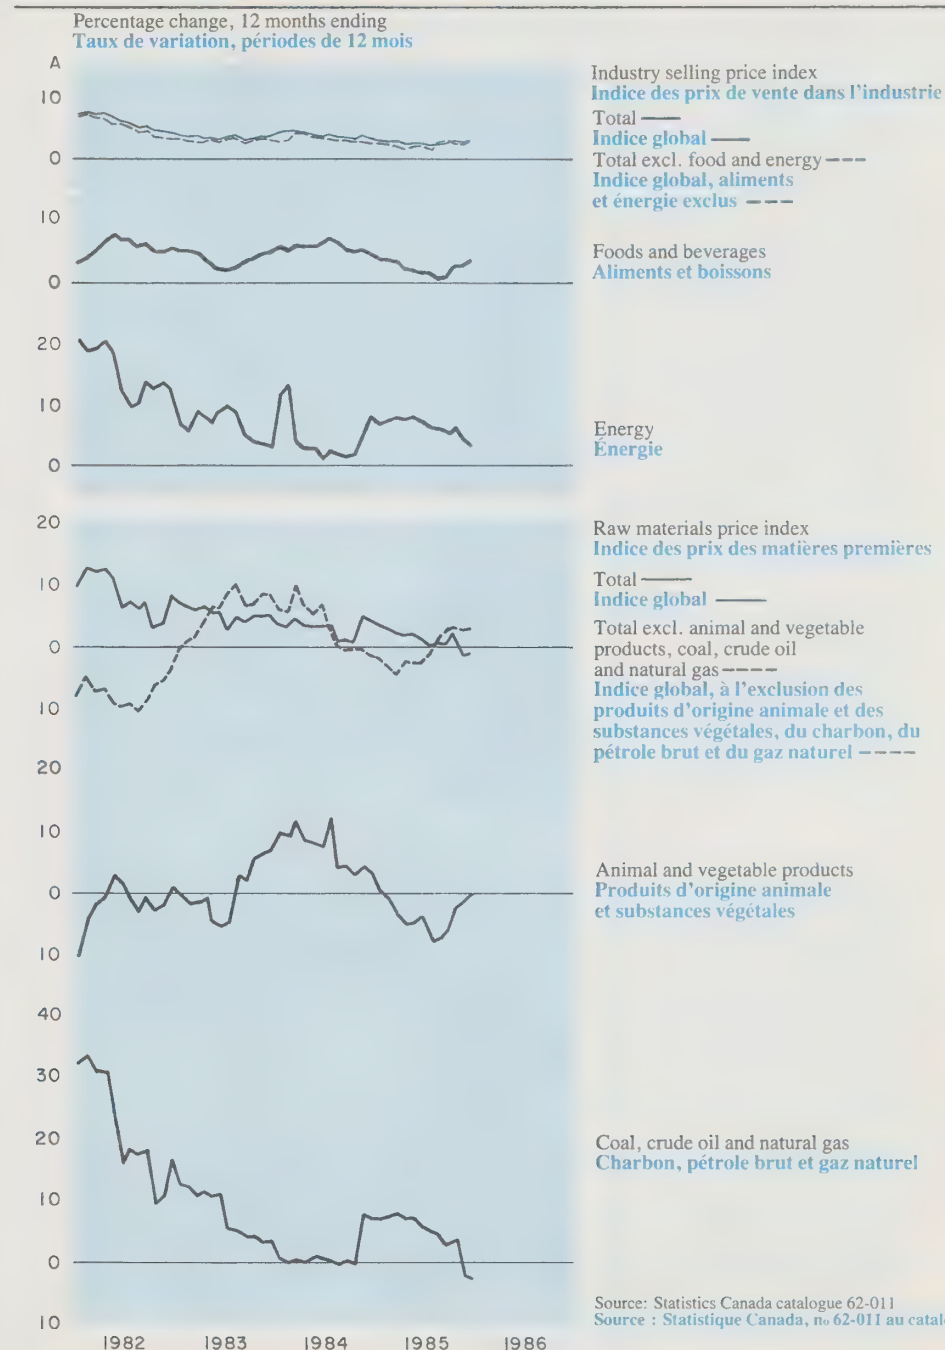 Percentage change, 12 months ending
Taux de variation, périodes de 12 mois
A
10
0
Industry selling price index
Indice des prix de vente dans l'industrie
Total
Indice global
Total excl. food and energy
Indice global, aliments
et énergie exclus
10
0
Foods and beverages
Aliments et boissons
20
10
0
Energy
Énergie
20
10
0
10
Raw materials price index
Indice des prix des matières premières
Total
Indice global
Total excl. animal and vegetable
products, coal, crude oil
and natural gas
Indice global, à l'exclusion des
produits d'origine animale et des
substances végétales, du charbon, du
pétrole brut et du gaz naturel
20
10
0
10
Animal and vegetable products
Produits d'origine animale
et substances végétales
40
30
20
10
0
10
Coal, crude oil and natural gas
Charbon, pétrole brut et gaz naturel
1982 1983 1984 1985 1986
Source: Statistics Canada catalogue 62-011
Source : Statistique Canada, no 62-011 au catal